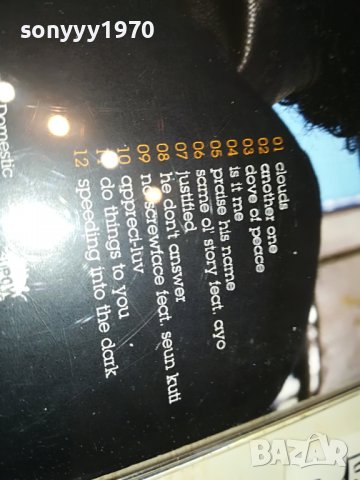 sonyyy1970
01 clouds
02 another one
03 dove of peace
04 is it me
05 praise his name
06 same ol' story feat. ayo
07 justified
08 he don't answer
09 no screwface feat. seun kuti
10 appreci-luv
11 do things to you
12 speeding into the dark
Domestic
BAZAR